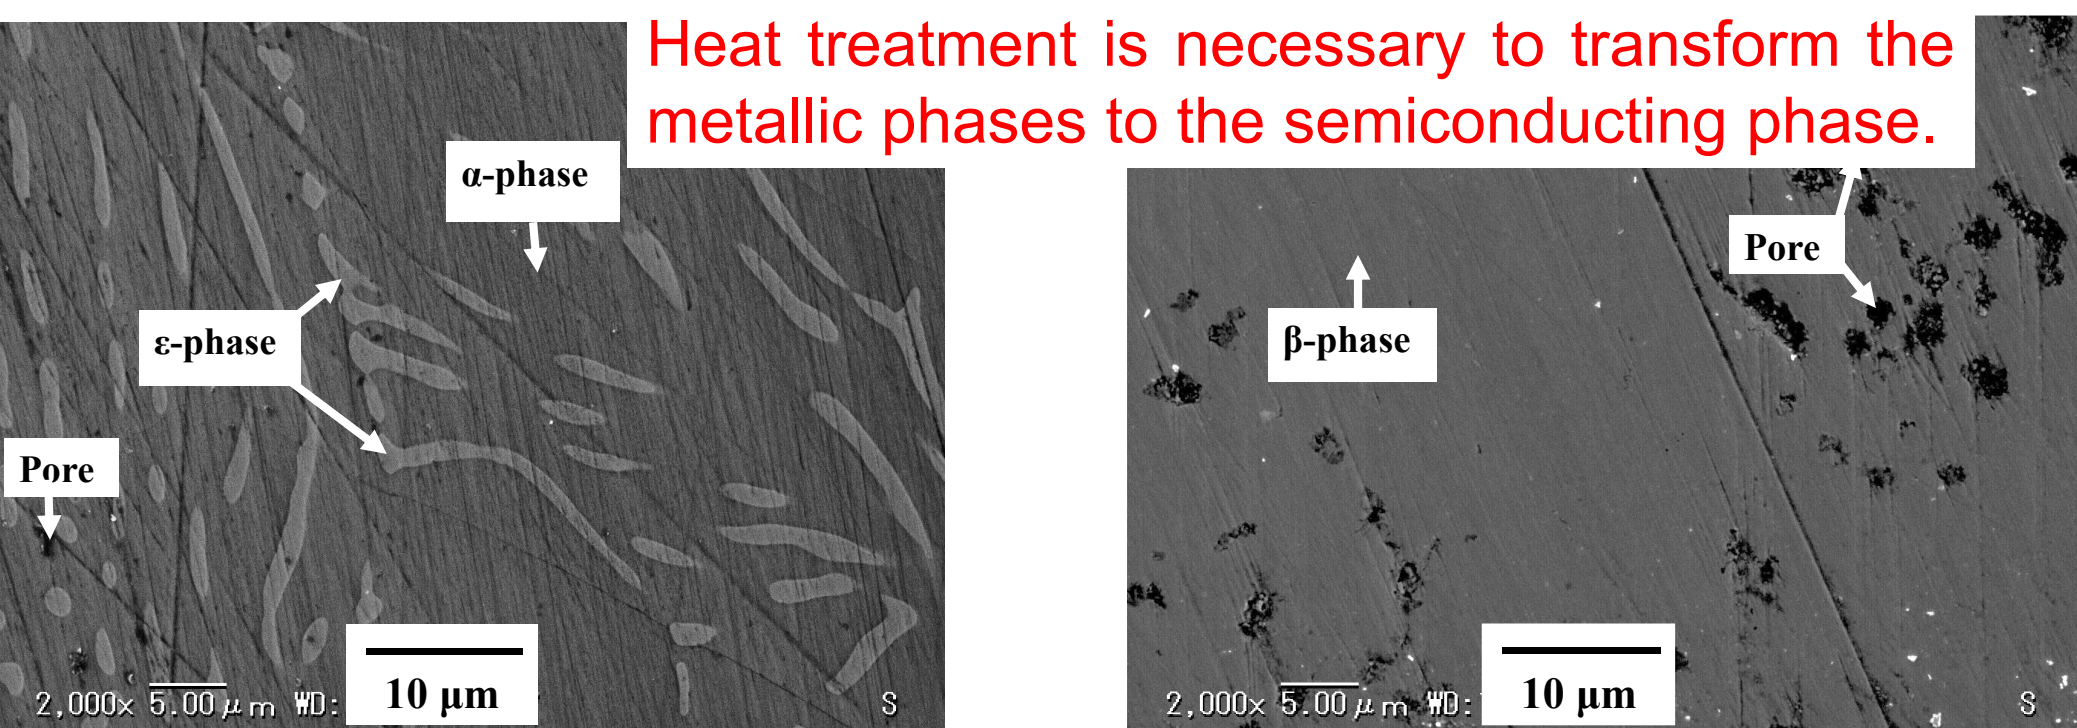 Heat treatment is necessary to transform the
metallic phases to the semiconducting phase.
α-phase
ε-phase
Pore
2,000x 5.00 μm WD:
10 μm
S
Pore
β-phase
2,000x 5.00 μm WD:
10 μm
S